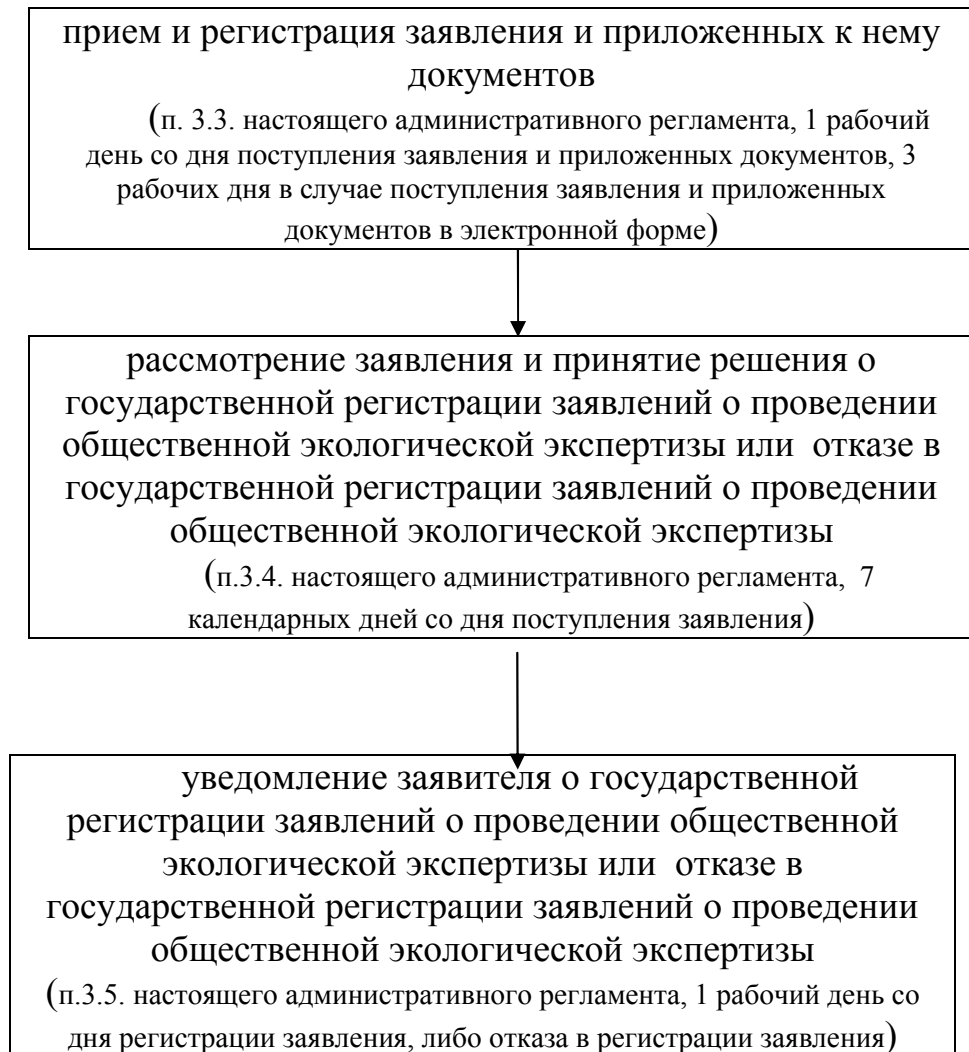 прием и регистрация заявления и приложенных к нему
документов
(п. 3.3. настоящего административного регламента, 1 рабочий
день со дня поступления заявления и приложенных документов, 3
рабочих дня в случае поступления заявления и приложенных
документов в электронной форме)
рассмотрение заявления и принятие решения о
государственной регистрации заявлений о проведении
общественной экологической экспертизы или отказе в
государственной регистрации заявлений о проведении
общественной экологической экспертизы
(п.3.4. настоящего административного регламента, 7
календарных дней со дня поступления заявления)
уведомление заявителя о государственной
регистрации заявлений о проведении общественной
экологической экспертизы или отказе в
государственной регистрации заявлений о проведении
общественной экологической экспертизы
(п.3.5. настоящего административного регламента, 1 рабочий день со
дня регистрации заявления, либо отказа в регистрации заявления)